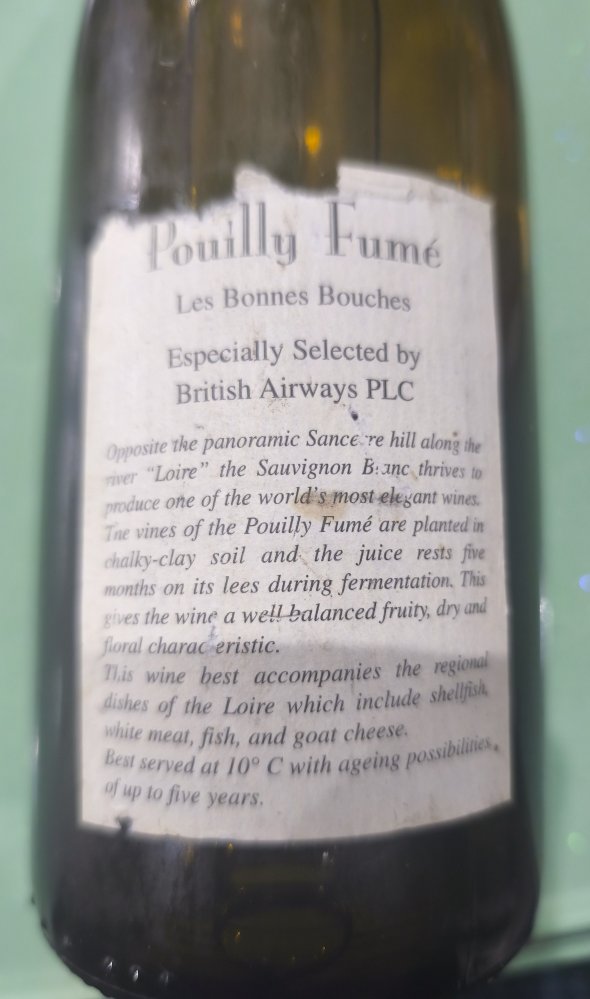 Pouilly Fumé
Les Bonnes Bouches
Especially Selected by
British Airways PLC
Opposite the panoramic Sancerre hill along the
river "Loire" the Sauvignon Blanc thrives to
produce one of the world's most elegant wines.
The vines of the Pouilly Fumé are planted in
chalky-clay soil and the juice rests five
months on its lees during fermentation. This
gives the wine a well balanced fruity, dry and
floral characteristic.
This wine best accompanies the regional
dishes of the Loire which include shellfish,
white meat, fish, and goat cheese.
Best served at 10° C with ageing possibilities
of up to five years.